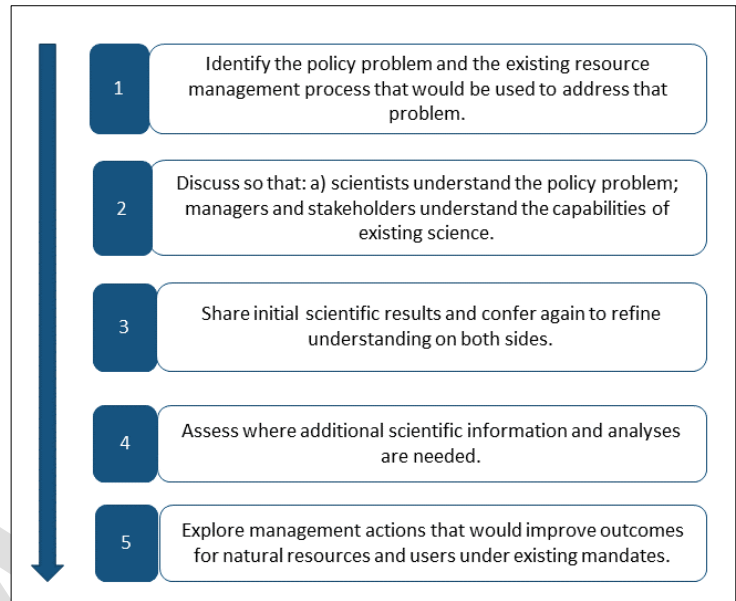 1
Identify the policy problem and the existing resource
management process that would be used to address that
problem.
2
Discuss so that: a) scientists understand the policy problem;
managers and stakeholders understand the capabilities of
existing science.
3
Share initial scientific results and confer again to refine
understanding on both sides.
4
Assess where additional scientific information and analyses
are needed.
5
Explore management actions that would improve outcomes
for natural resources and users under existing mandates.